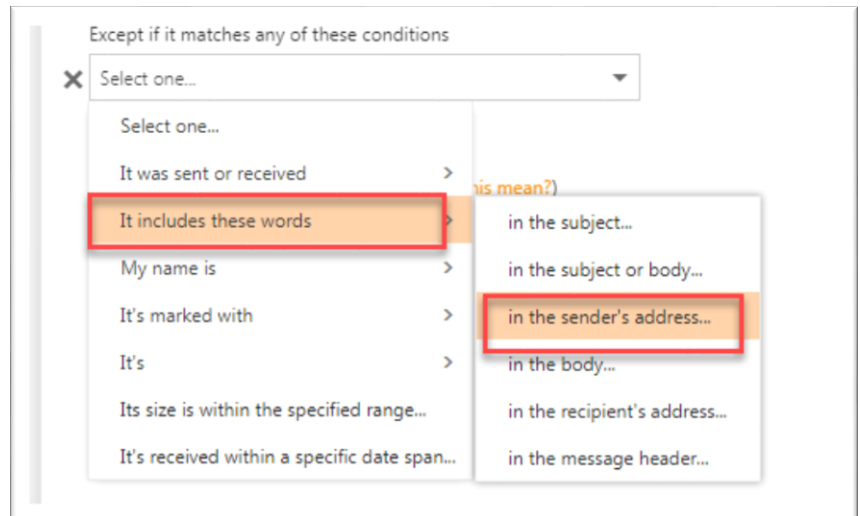 Except if it matches any of these conditions
Select one...
Select one...
It was sent or received
his mean?)
It includes these words
in the subject...
My name is
in the subject or body...
It's marked with
in the sender's address...
It's
in the body...
Its size is within the specified range...
in the recipient's address...
It's received within a specific date span...
in the message header...